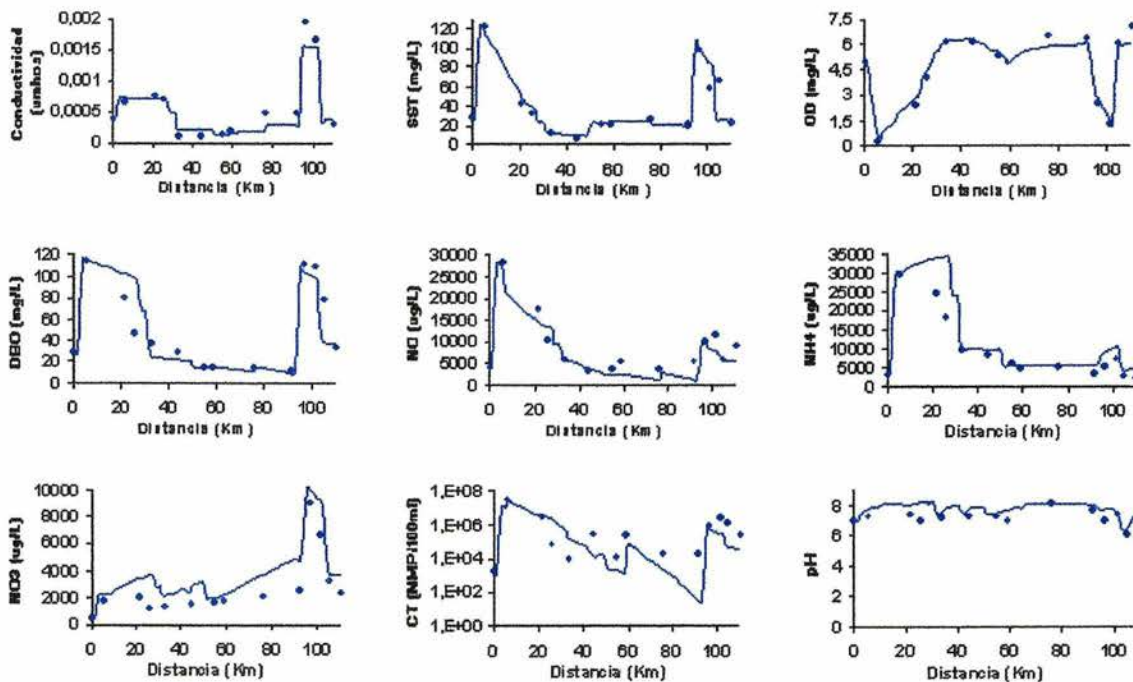 Conductividad
(umhos)
0,002
0,0015
0,001
0,0005
0
0 20 40 60 80 100
Distancia (Km)
SST (mg/L)
120
100
80
60
40
20
0
0 20 40 60 80 100
Distancia (Km)
OD (mg/L)
7,5
6
4,5
3
1,5
0
0 20 40 60 80 100
Distancia (Km)
DBO (mg/L)
120
100
80
60
40
20
0
0 20 40 60 80 100
Distancia (Km)
NO (ug/L)
30000
25000
20000
15000
10000
5000
0
0 20 40 60 80 100
Distancia (Km)
NH4 (ug/L)
35000
30000
25000
20000
15000
10000
5000
0
0 20 40 60 80 100
Distancia (Km)
NO3 (ug/L)
10000
8000
6000
4000
2000
0
0 20 40 60 80 100
Distancia (Km)
CT (NMP/100ml)
1,E+08
1,E+06
1,E+04
1,E+02
1,E+00
0 20 40 60 80 100
Distancia (Km)
pH
8
6
4
2
0
0 20 40 60 80 100
Distancia (Km)